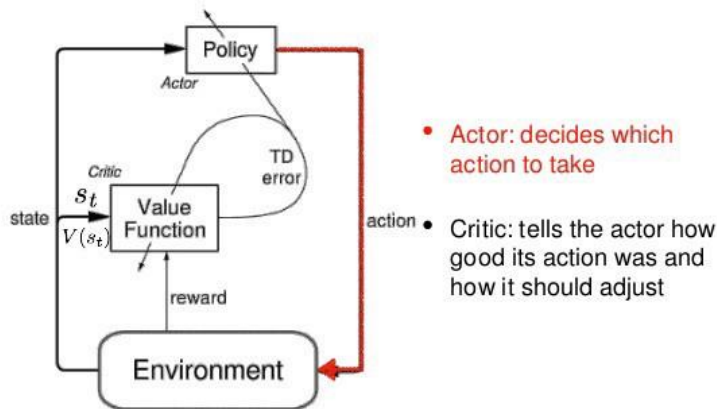 Policy
Actor
TD
error
Critic
s_t
state
V(s_t)
Value
Function
reward
action
Environment
• Actor: decides which
action to take
• Critic: tells the actor how
good its action was and
how it should adjust